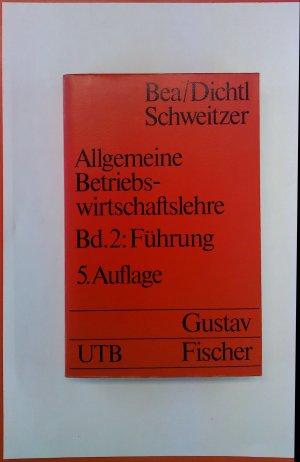 Bea/Dichtl
Schweitzer
Allgemeine
Betriebs-
wirtschaftslehre
Bd.2: Führung
5. Auflage
Gustav
UTB Fischer